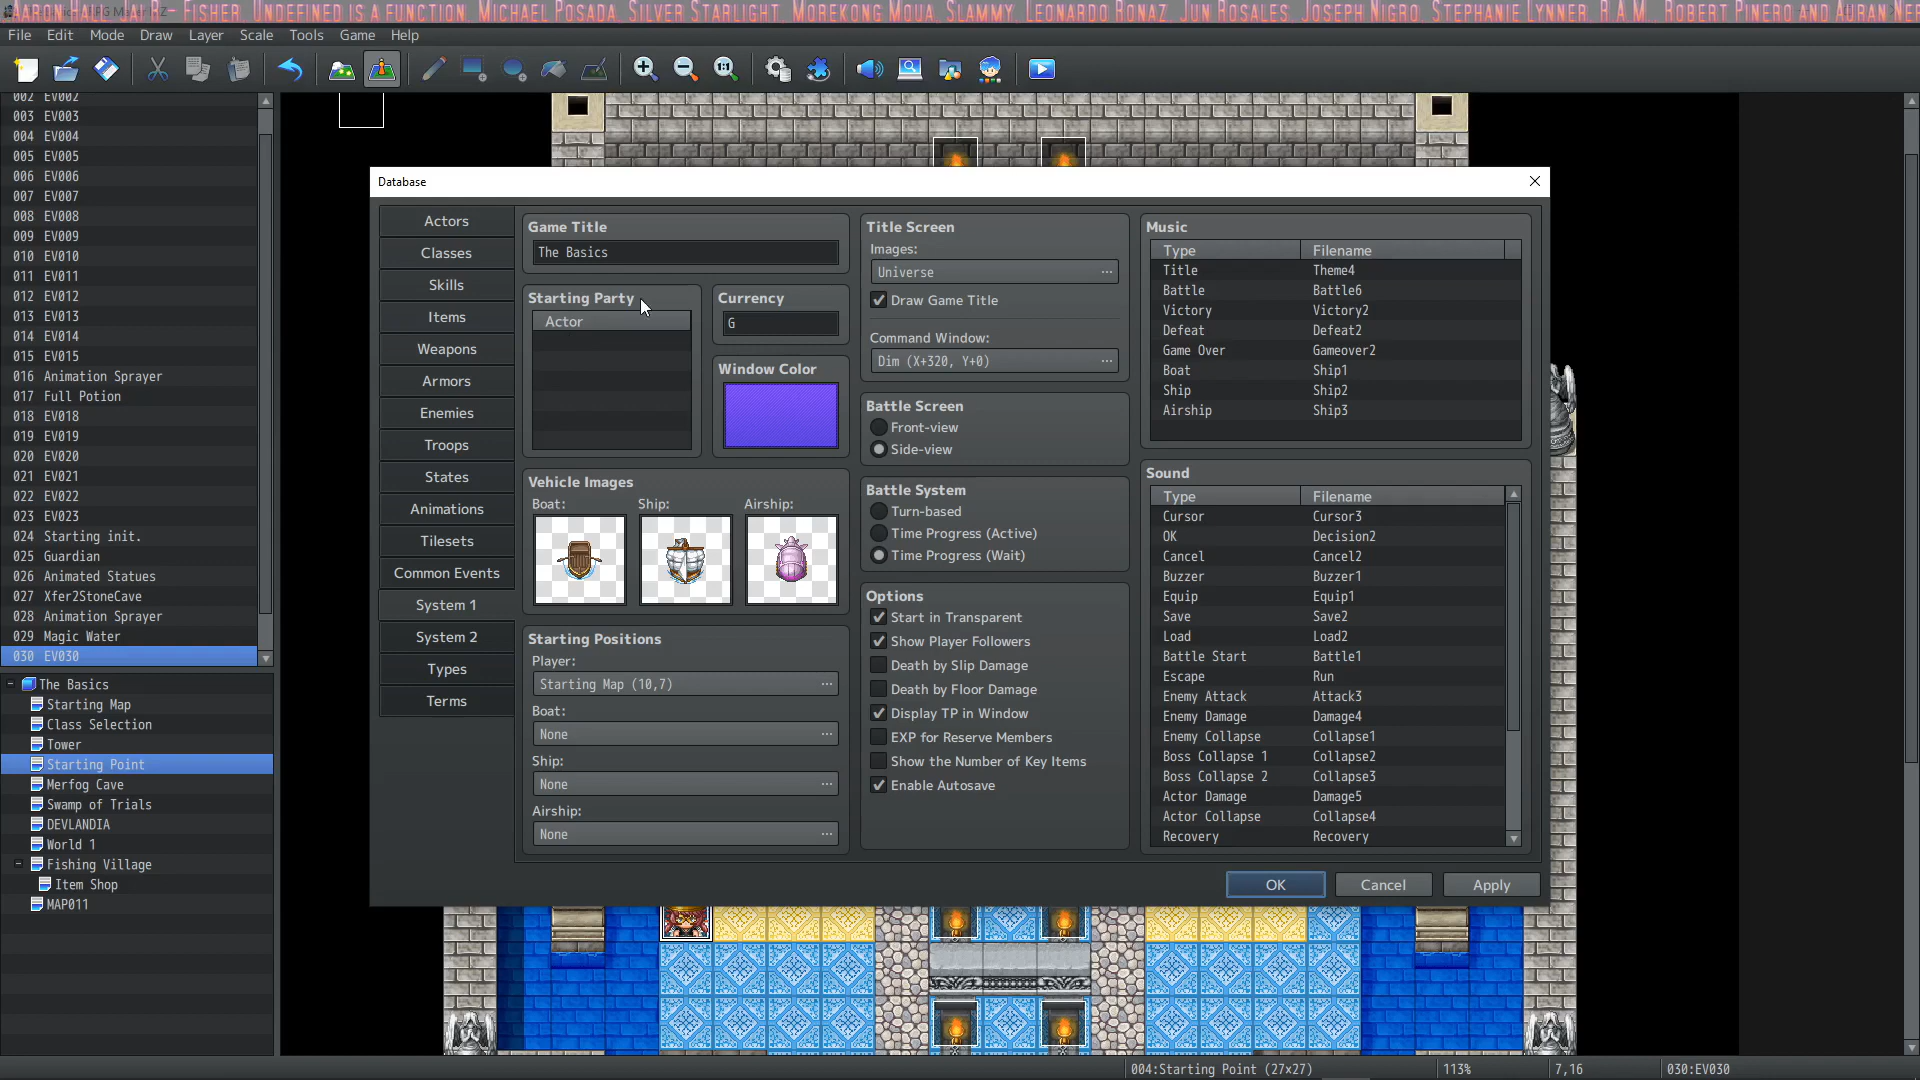 Fisher, Undefined is a function, Michael Posada, Silver Starlight, Morekong Moua, Slammy, Leonardo Bonaz, Jun Rosales, Joseph Nigro, Stephanie Lynner, R.A.M., Robert Pinero and
File Edit Mode Draw Layer Scale Tools Game Help
002 EV002
003 EV003
004 EV004
005 EV005
006 EV006
007 EV007
008 EV008
009 EV009
010 EV010
011 EV011
012 EV012
013 EV013
014 EV014
015 EV015
016 Animation Sprayer
017 Full Potion
018 EV018
019 EV019
020 EV020
021 EV021
022 EV022
023 EV023
024 Starting init.
025 Guardian
026 Animated Statues
027 Xfer2StoneCave
028 Animation Sprayer
029 Magic Water
030 EV030
The Basics
Starting Map
Class Selection
Tower
Starting Point
Merfog Cave
Swamp of Trials
DEVLANDIA
World 1
Fishing Village
Item Shop
MAP011
Database
Actors
Classes
Skills
Items
Weapons
Armors
Enemies
Troops
States
Animations
Tilesets
Common Events
System 1
System 2
Types
Terms
Game Title
The Basics
Starting Party
Actor
Currency
G
Window Color
Vehicle Images
Boat: Ship: Airship:
Starting Positions
Player:
Starting Map (10,7) ...
Boat:
None ...
Ship:
None ...
Airship:
None ...
Title Screen
Images:
Universe ...
Draw Game Title
Command Window:
Dim (X+320, Y+0) ...
Battle Screen
Front-view
Side-view
Battle System
Turn-based
Time Progress (Active)
Time Progress (Wait)
Options
Start in Transparent
Show Player Followers
Death by Slip Damage
Death by Floor Damage
Display TP in Window
EXP for Reserve Members
Show the Number of Key Items
Enable Autosave
Music
Type Filename
Title Theme4
Battle Battle6
Victory Victory2
Defeat Defeat2
Game Over Gameover2
Boat Ship1
Ship Ship2
Airship Ship3
Sound
Type Filename
Cursor Cursor3
OK Decision2
Cancel Cancel2
Buzzer Buzzer1
Equip Equip1
Save Save2
Load Load2
Battle Start Battle1
Escape Run
Enemy Attack Attack3
Enemy Damage Damage4
Enemy Collapse Collapse1
Boss Collapse 1 Collapse2
Boss Collapse 2 Collapse3
Actor Damage Damage5
Actor Collapse Collapse4
Recovery Recovery
OK Cancel Apply
004:Starting Point (27x27) 113% 7,16 030:EV030